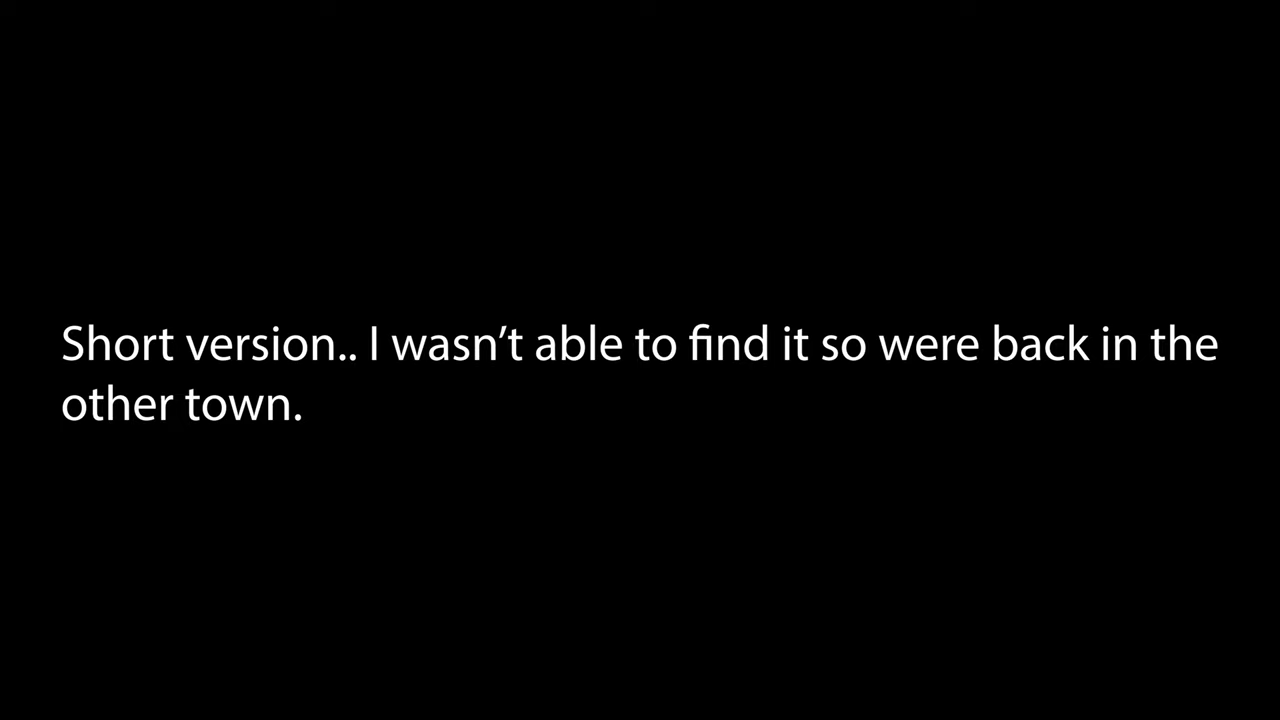 Short version.. I wasn’t able to find it so were back in the
other town.